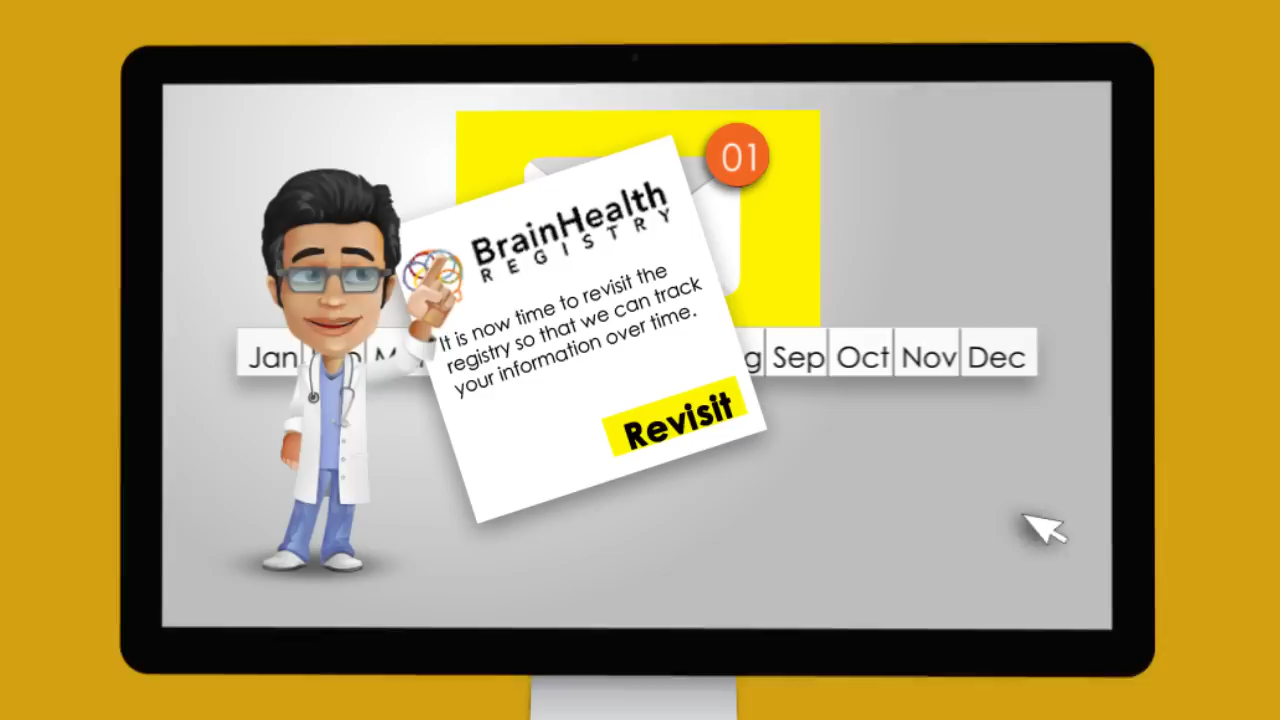 01
BrainHealth
REGISTRY
It is now time to revisit the
registry so that we can track
your information over time.
Revisit
Jan
Sep Oct Nov Dec